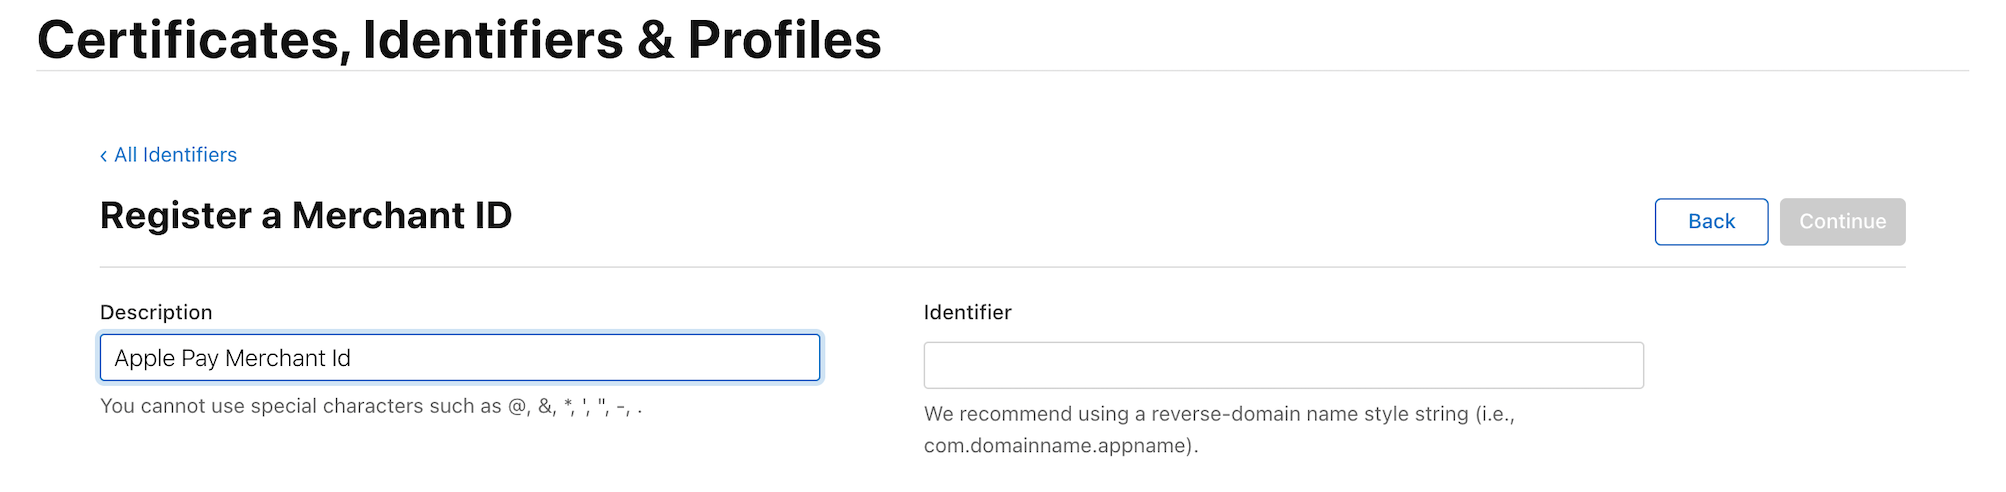 Certificates, Identifiers & Profiles
‹ All Identifiers
Register a Merchant ID
Back
Continue
Description
Identifier
Apple Pay Merchant Id
You cannot use special characters such as @, &, *, ', ", -, .
We recommend using a reverse-domain name style string (i.e.,
com.domainname.appname).